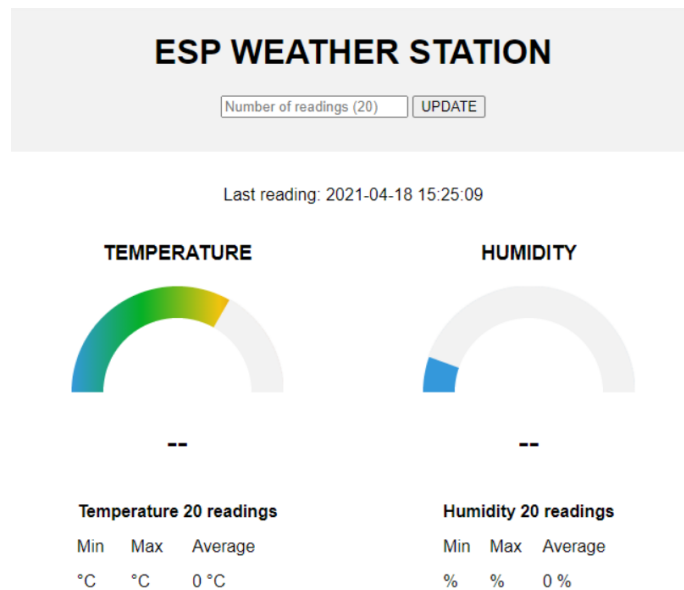 ESP WEATHER STATION
Number of readings (20) UPDATE
Last reading: 2021-04-18 15:25:09
TEMPERATURE HUMIDITY
-- --
Temperature 20 readings Humidity 20 readings
Min Max Average Min Max Average
°C °C 0 °C % % 0 %